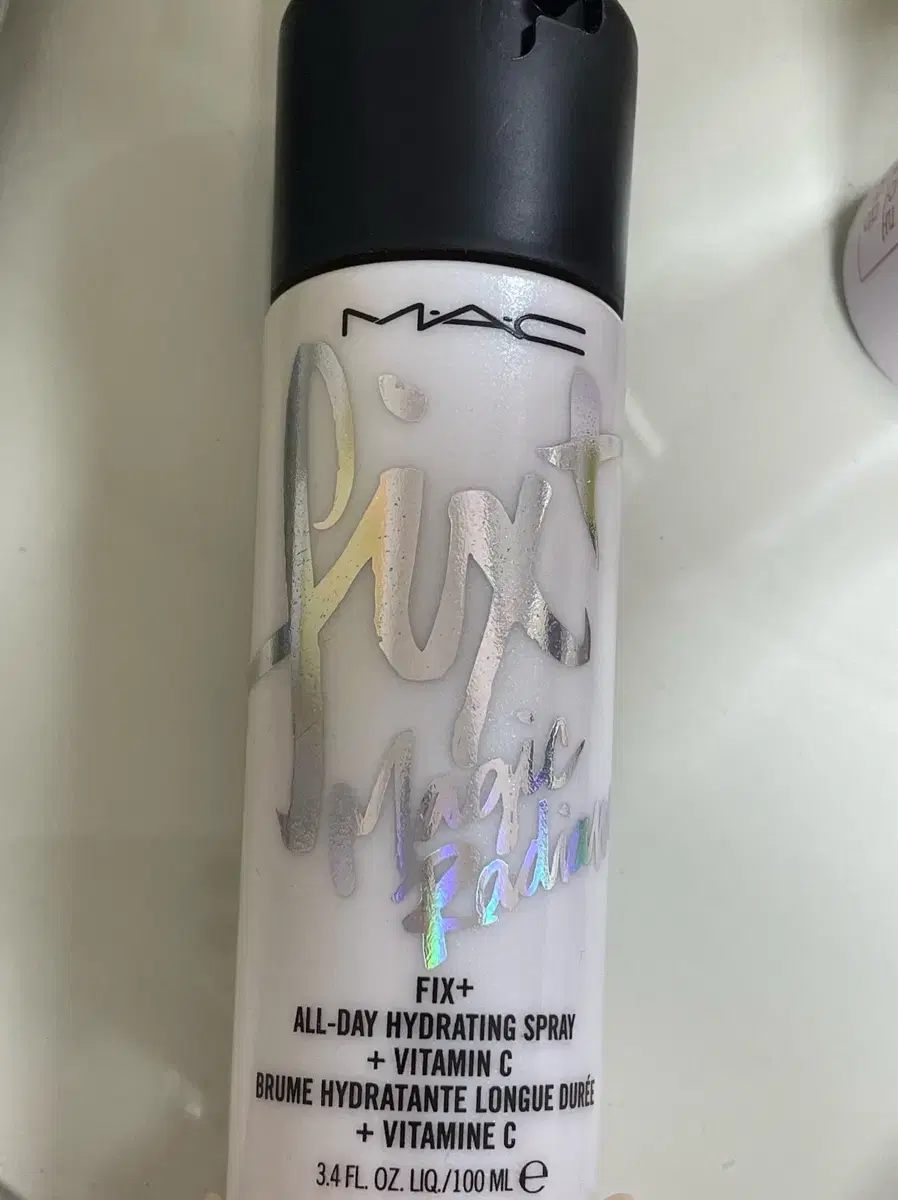 M·A·C
fix+
Magic
Radian
FIX+
ALL-DAY HYDRATING SPRAY
+ VITAMIN C
BRUME HYDRATANTE LONGUE DURÉE
+ VITAMINE C
3.4 FL. OZ. LIQ./100 ML ℮